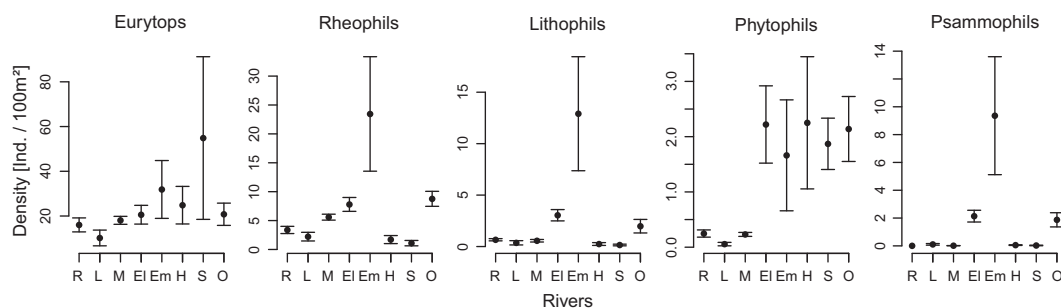 Eurytops
Rheophils
Lithophils
Phytophils
Psammophils
Density [Ind. / 100m²]
80
60
40
20
R L M El Em H S O
30
25
20
15
10
5
0
R L M El Em H S O
15
10
5
0
R L M El Em H S O
3.0
2.0
1.0
0.0
R L M El Em H S O
14
12
10
8
6
4
2
0
R L M El Em H S O
Rivers